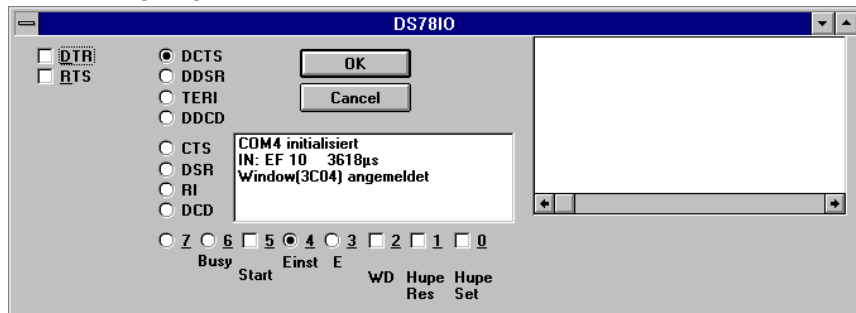 DS78IO
DTR
RTS
DCTS
DDSR
TERI
DDCD
CTS
DSR
RI
DCD
OK
Cancel
COM4 initialisiert
IN: EF 10 3618µs
Window(3C04) angemeldet
7 6 5 4 3 2 1 0
Busy Start Einst E WD Hupe Res Hupe Set